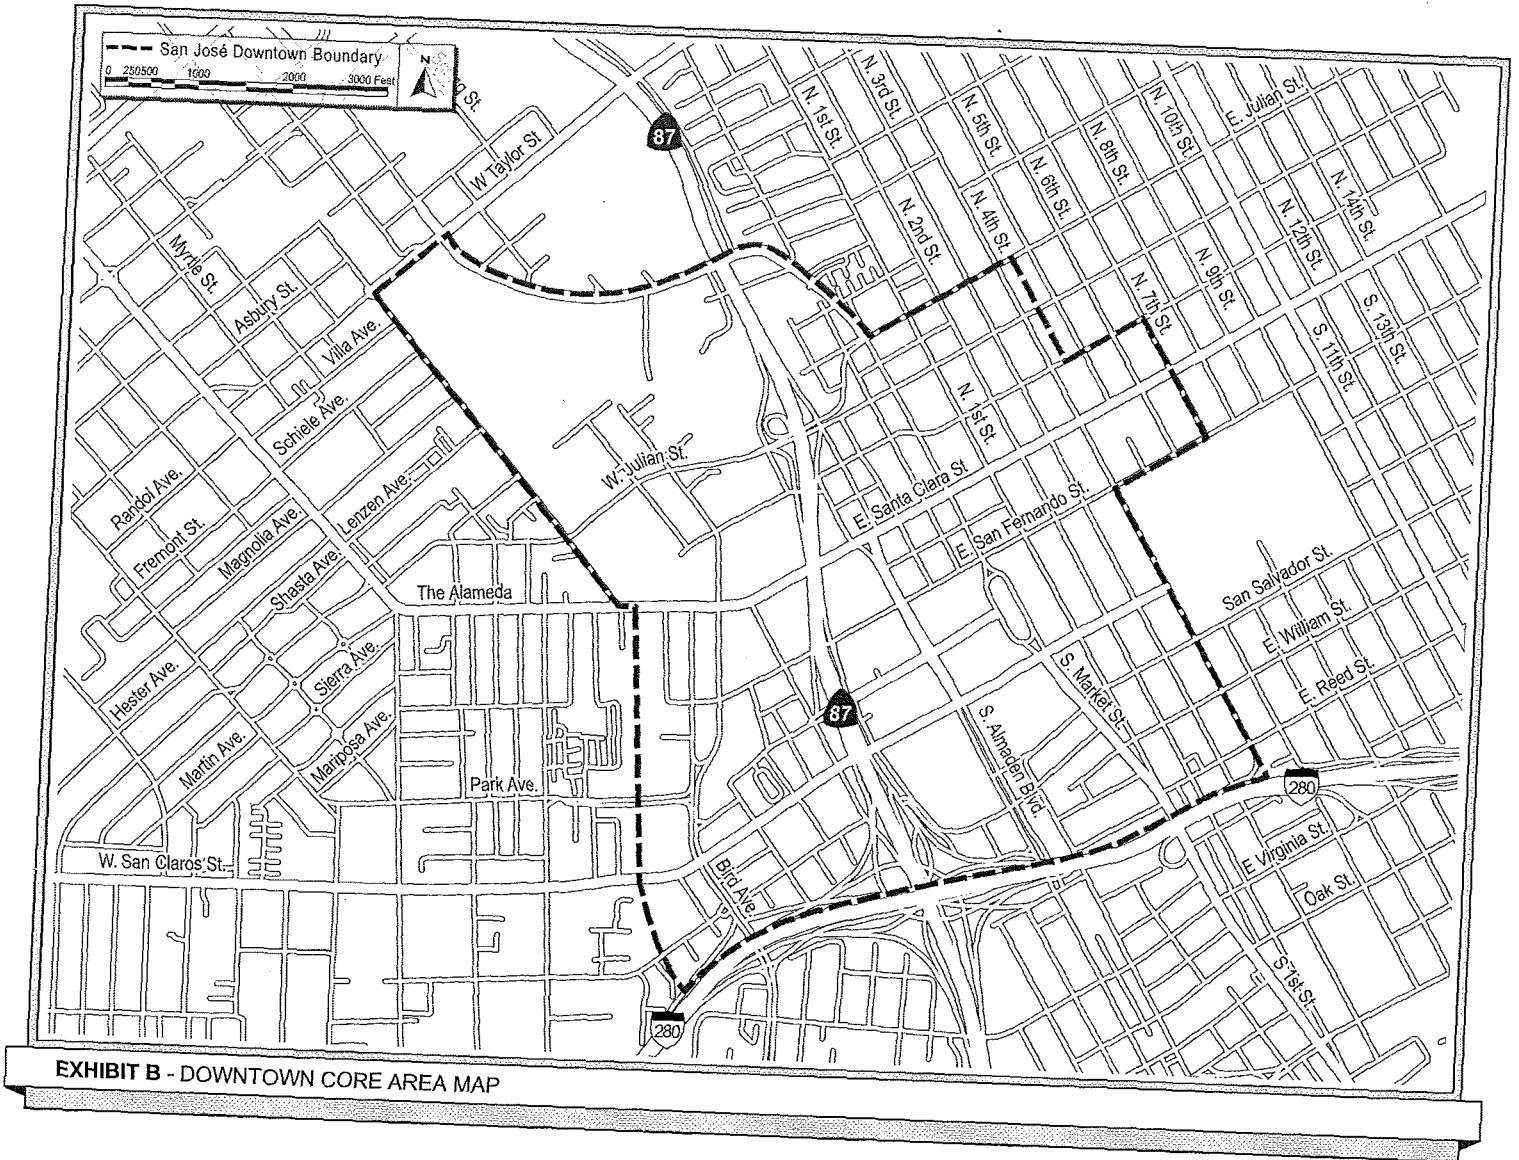 San José Downtown Boundary
0 250500 1000 2000 3000 Feet
N
W Taylor St.
87
N. 1st St.
N. 3rd St.
N. 5th St.
N. 6th St.
N. 8th St.
N. 10th St.
E. Julian St.
N. 2nd St.
N. 4th St.
N. 7th St.
N. 9th St.
N. 12th St.
N. 14th St.
Myrtle St.
Asbury St.
Villa Ave.
Schiele Ave.
S. 11th St.
S. 13th St.
N. 1st St.
W. Julian St.
E. Santa Clara St
E. San Fernando St.
Randol Ave.
Fremont St.
Magnolia Ave.
Lenzen Ave.
Shasta Ave.
The Alameda
San Salvador St.
E. William St.
E. Reed St.
Hester Ave.
Sierra Ave.
Martin Ave.
Mariposa Ave.
87
S. Market St.
S. Almaden Blvd.
Park Ave.
280
W. San Claros St.
Bird Ave.
E Virginia St.
Oak St.
S. 1st St.
280
EXHIBIT B - DOWNTOWN CORE AREA MAP